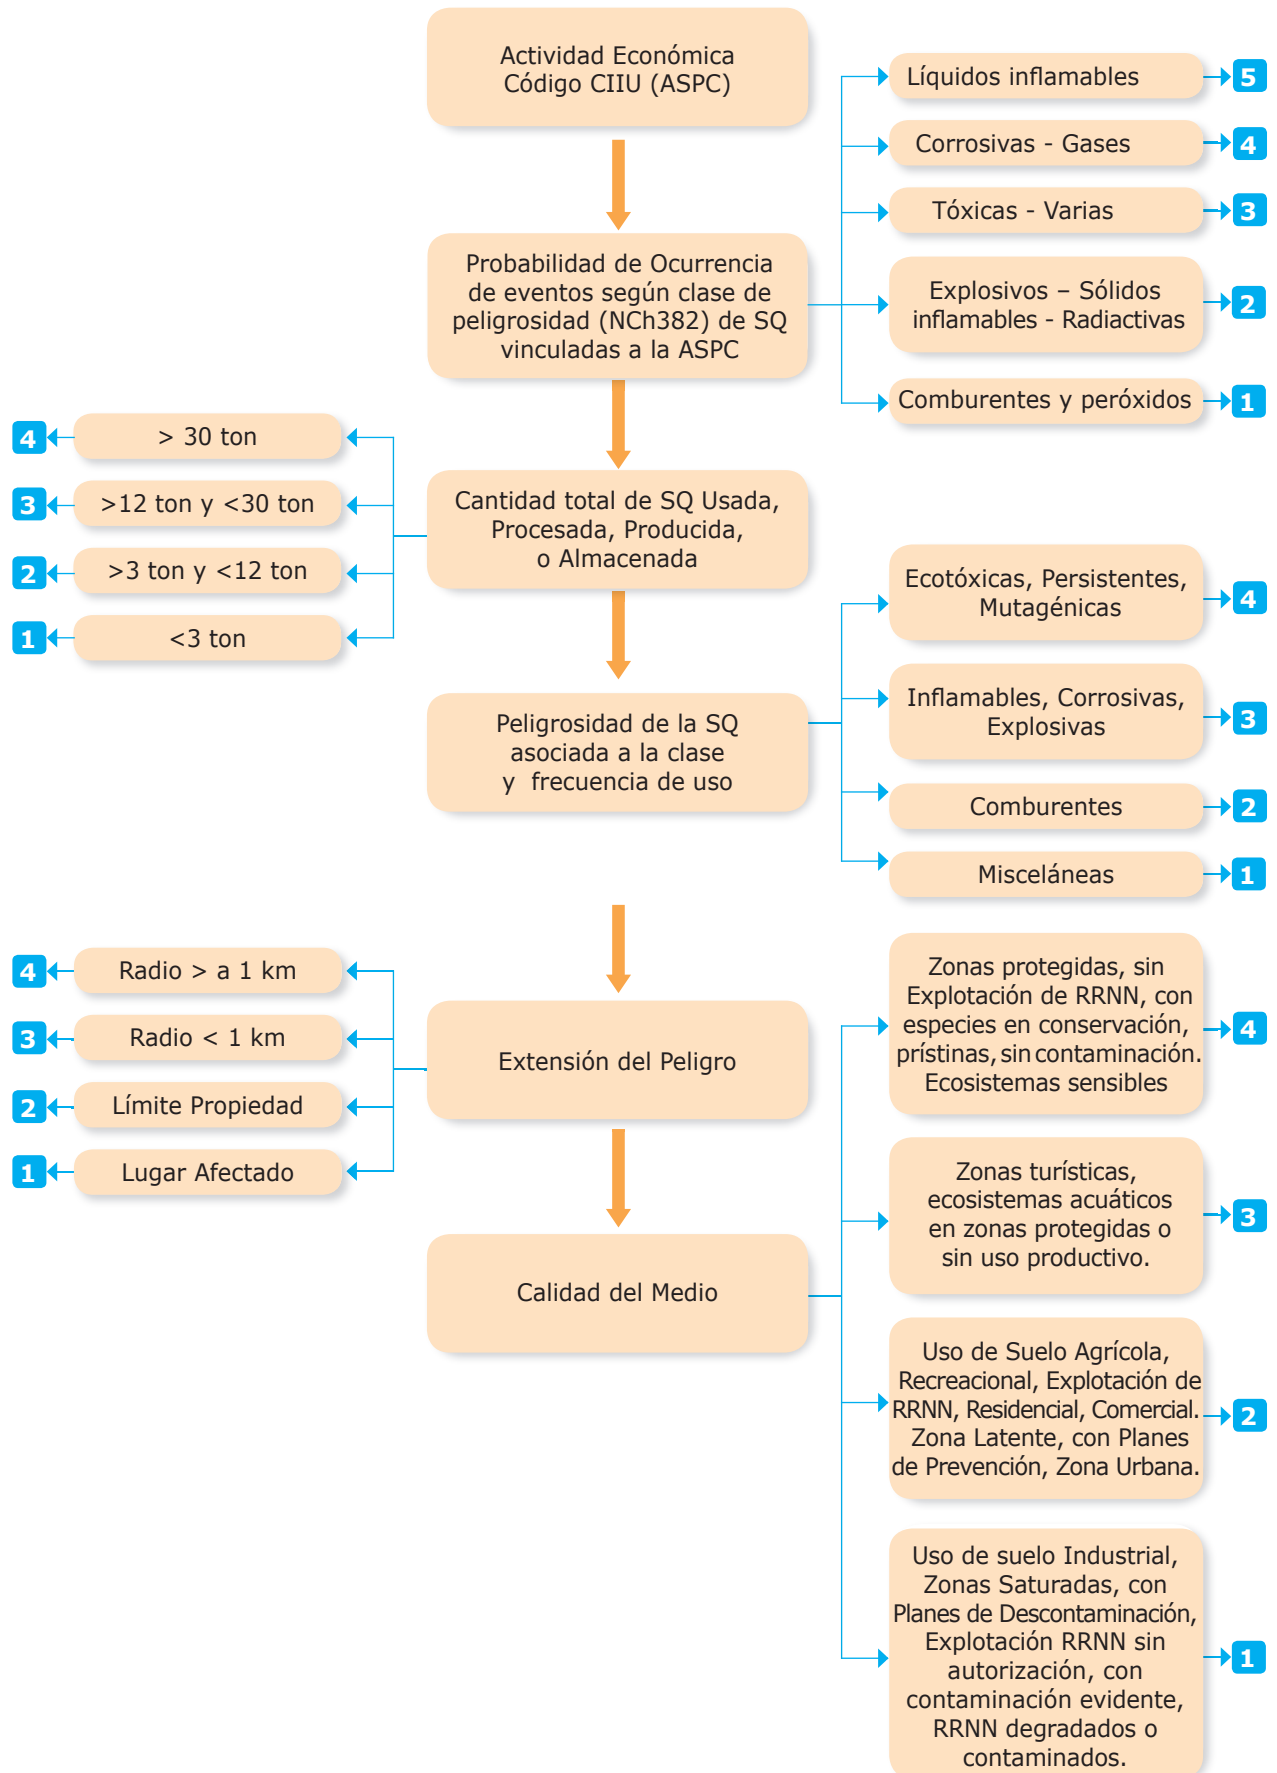 Actividad Económica
Código CIIU (ASPC)
Líquidos inflamables
5
Corrosivas - Gases
4
Tóxicas - Varias
3
Explosivos – Sólidos
inflamables - Radiactivas
2
Comburentes y peróxidos
1
Probabilidad de Ocurrencia
de eventos según clase de
peligrosidad (NCh382) de SQ
vinculadas a la ASPC
4
> 30 ton
3
>12 ton y <30 ton
2
>3 ton y <12 ton
1
<3 ton
Cantidad total de SQ Usada,
Procesada, Producida,
o Almacenada
Ecotóxicas, Persistentes,
Mutagénicas
4
Inflamables, Corrosivas,
Explosivas
3
Comburentes
2
Misceláneas
1
Peligrosidad de la SQ
asociada a la clase
y frecuencia de uso
4
Radio > a 1 km
3
Radio < 1 km
2
Límite Propiedad
1
Lugar Afectado
Extensión del Peligro
Zonas protegidas, sin
Explotación de RRNN, con
especies en conservación,
prístinas, sin contaminación.
Ecosistemas sensibles
4
Zonas turísticas,
ecosistemas acuáticos
en zonas protegidas o
sin uso productivo.
3
Calidad del Medio
Uso de Suelo Agrícola,
Recreacional, Explotación de
RRNN, Residencial, Comercial.
Zona Latente, con Planes
de Prevención, Zona Urbana.
2
Uso de suelo Industrial,
Zonas Saturadas, con
Planes de Descontaminación,
Explotación RRNN sin
autorización, con
contaminación evidente,
RRNN degradados o
contaminados.
1